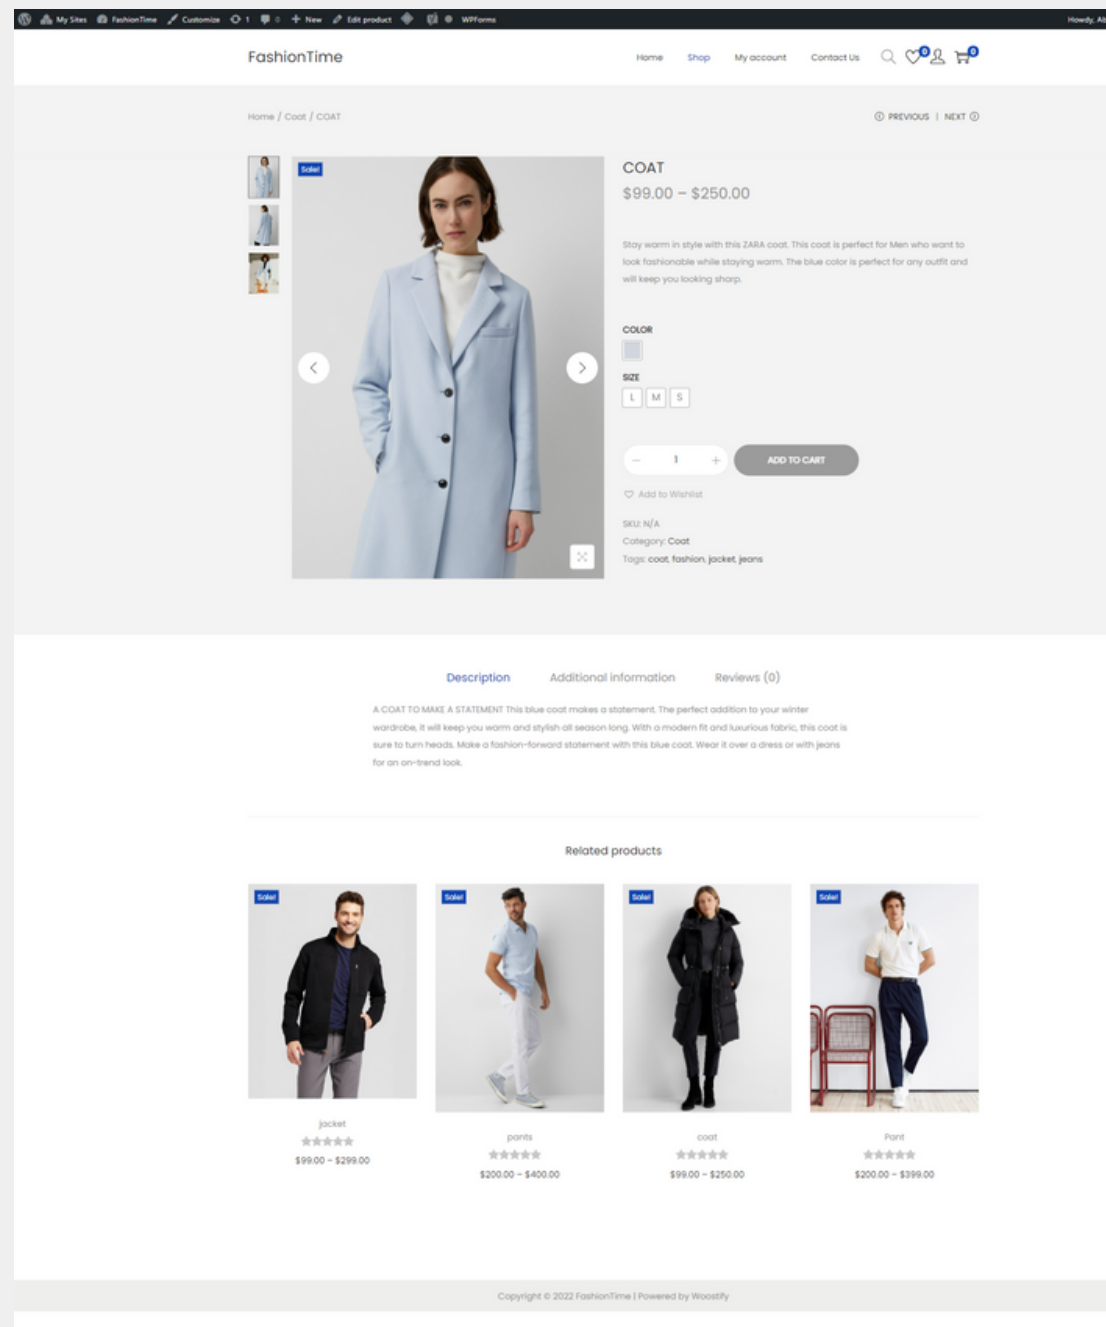 My Sites FashionTime Customize 1 0 New Edit product WPForms Howdy, Ab
FashionTime
Home Shop My account Contact Us 0 0
Home / Coat / COAT
PREVIOUS | NEXT
Sale!
COAT
$99.00 – $250.00
Stay warm in style with this ZARA coat. This coat is perfect for Men who want to
look fashionable while staying warm. The blue color is perfect for any outfit and
will keep you looking sharp.
COLOR
SIZE
L M S
− 1 + ADD TO CART
Add to Wishlist
SKU: N/A
Category: Coat
Tags: coat, fashion, jacket, jeans
Description Additional information Reviews (0)
A COAT TO MAKE A STATEMENT This blue coat makes a statement. The perfect addition to your winter
wardrobe, it will keep you warm and stylish all season long. With a modern fit and luxurious fabric, this coat is
sure to turn heads. Make a fashion-forward statement with this blue coat. Wear it over a dress or with jeans
for an on-trend look.
Related products
Sale! Sale! Sale! Sale!
jacket
$99.00 – $299.00
pants
$200.00 – $400.00
coat
$99.00 – $250.00
Pant
$200.00 – $399.00
Copyright © 2022 FashionTime | Powered by Woostify